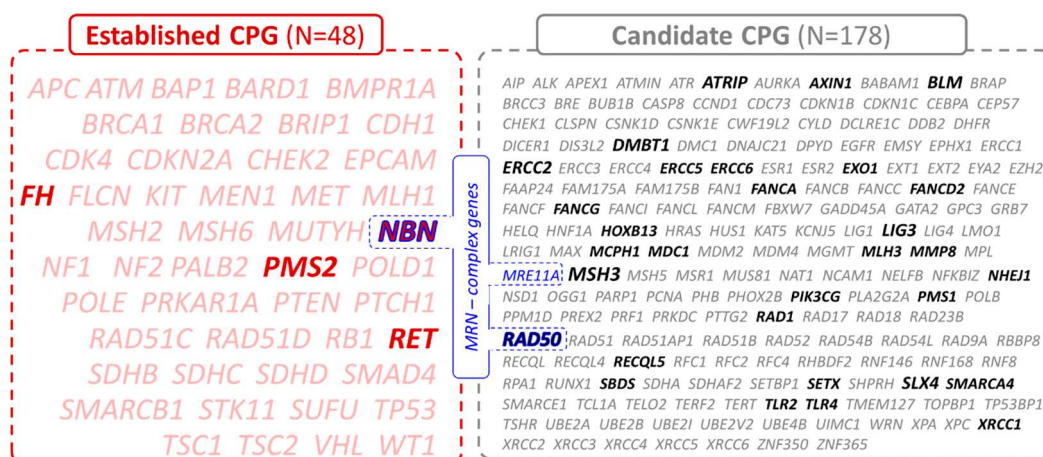 Established CPG (N=48)
APC ATM BAP1 BARD1 BMPR1A
BRCA1 BRCA2 BRIP1 CDH1
CDK4 CDKN2A CHEK2 EPCAM
FH FLCN KIT MEN1 MET MLH1
MSH2 MSH6 MUTYH NBN
NF1 NF2 PALB2 PMS2 POLD1
POLE PRKAR1A PTEN PTCH1
RAD51C RAD51D RB1 RET
SDHB SDHC SDHD SMAD4
SMARCB1 STK11 SUFU TP53
TSC1 TSC2 VHL WT1
MRN – complex genes
Candidate CPG (N=178)
AIP ALK APEX1 ATMIN ATR ATRIP AURKA AXIN1 BABAM1 BLM BRAP
BRCC3 BRE BUB1B CASP8 CCND1 CDC73 CDKN1B CDKN1C CEBPA CEP57
CHEK1 CLSPN CSNK1D CSNK1E CWF19L2 CYLD DCLRE1C DDB2 DHFR
DICER1 DIS3L2 DMBT1 DMC1 DNAJC21 DPYD EGFR EMSY EPHX1 ERCC1
ERCC2 ERCC3 ERCC4 ERCC5 ERCC6 ESR1 ESR2 EXO1 EXT1 EXT2 EYA2 EZH2
FAAP24 FAM175A FAM175B FAN1 FANCA FANCB FANCC FANCD2 FANCE
FANCF FANCG FANCI FANCL FANCM FBXW7 GADD45A GATA2 GPC3 GRB7
HELQ HNF1A HOXB13 HRAS HUS1 KAT5 KCNJ5 LIG1 LIG3 LIG4 LMO1
LRIG1 MAX MCPH1 MDC1 MDM2 MDM4 MGMT MLH3 MMP8 MPL
MRE11A MSH3 MSH5 MSR1 MUS81 NAT1 NCAM1 NELFB NFKBIZ NHEJ1
NSD1 OGG1 PARP1 PCNA PHB PHOX2B PIK3CG PLA2G2A PMS1 POLB
PPM1D PREX2 PRF1 PRKDC PTTG2 RAD1 RAD17 RAD18 RAD23B
RAD50 RAD51 RAD51AP1 RAD51B RAD52 RAD54B RAD54L RAD9A RBBP8
RECQL RECQL4 RECQL5 RFC1 RFC2 RFC4 RHBDF2 RNF146 RNF168 RNF8
RPA1 RUNX1 SBDS SDHA SDHAF2 SETBP1 SETX SHPRH SLX4 SMARCA4
SMARCE1 TCL1A TELO2 TERF2 TERT TLR2 TLR4 TMEM127 TOPBP1 TP53BP1
TSHR UBE2A UBE2B UBE2I UBE2V2 UBE4B UIMC1 WRN XPA XPC XRCC1
XRCC2 XRCC3 XRCC4 XRCC5 XRCC6 ZNF350 ZNF365